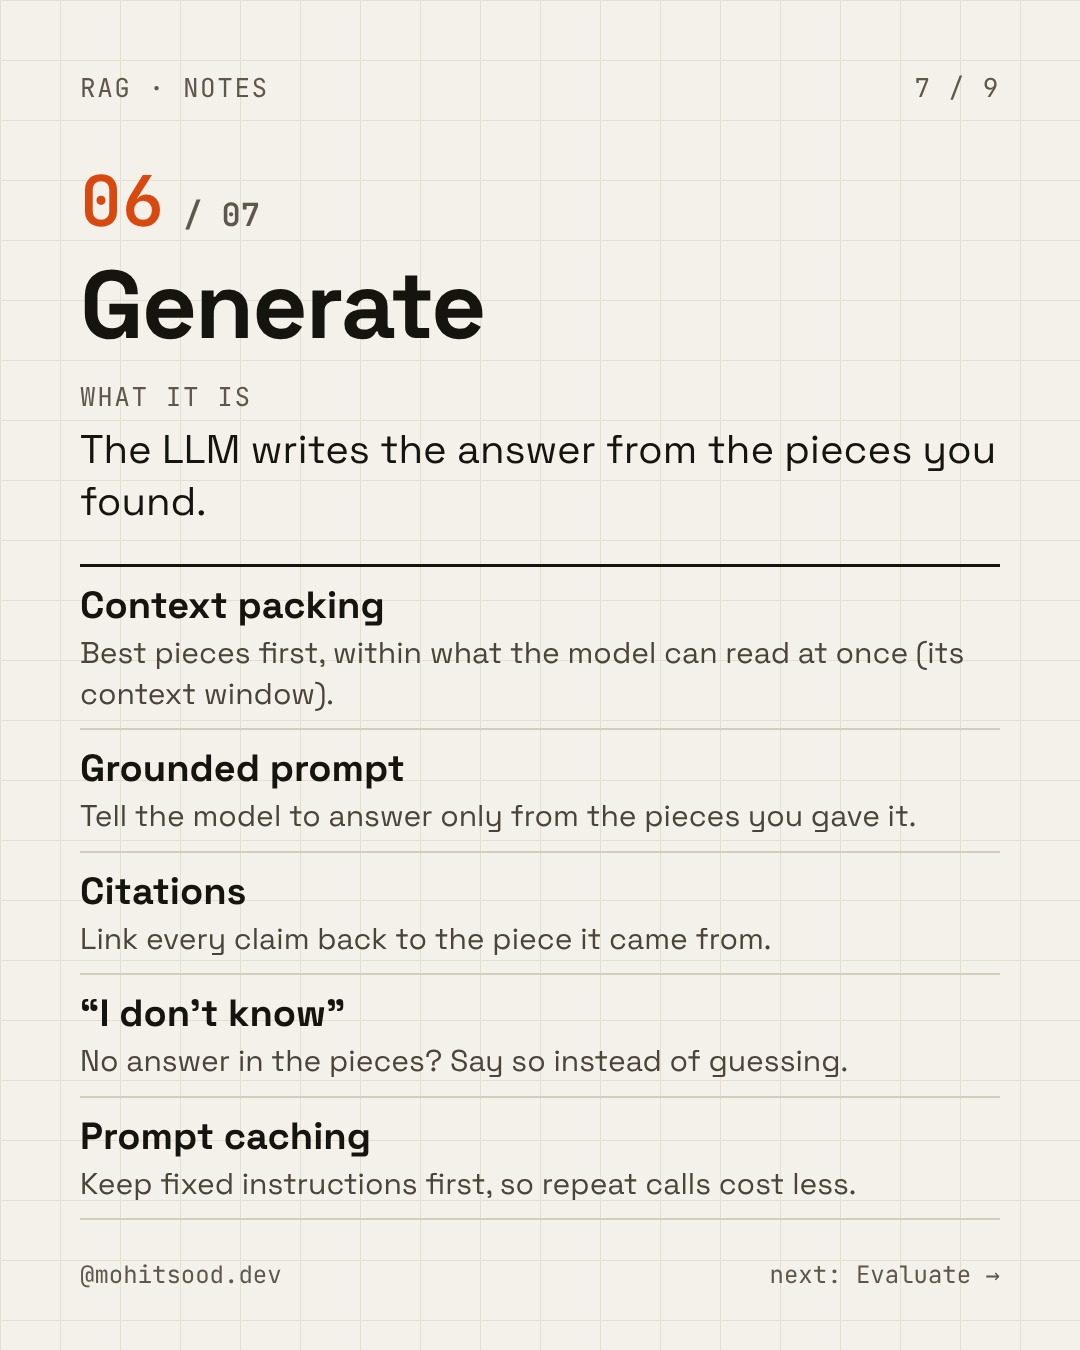 RAG · NOTES
7 / 9
06 / 07
Generate
WHAT IT IS
The LLM writes the answer from the pieces you
found.
Context packing
Best pieces first, within what the model can read at once (its
context window).
Grounded prompt
Tell the model to answer only from the pieces you gave it.
Citations
Link every claim back to the piece it came from.
“I don’t know”
No answer in the pieces? Say so instead of guessing.
Prompt caching
Keep fixed instructions first, so repeat calls cost less.
@mohitsood.dev
next: Evaluate →